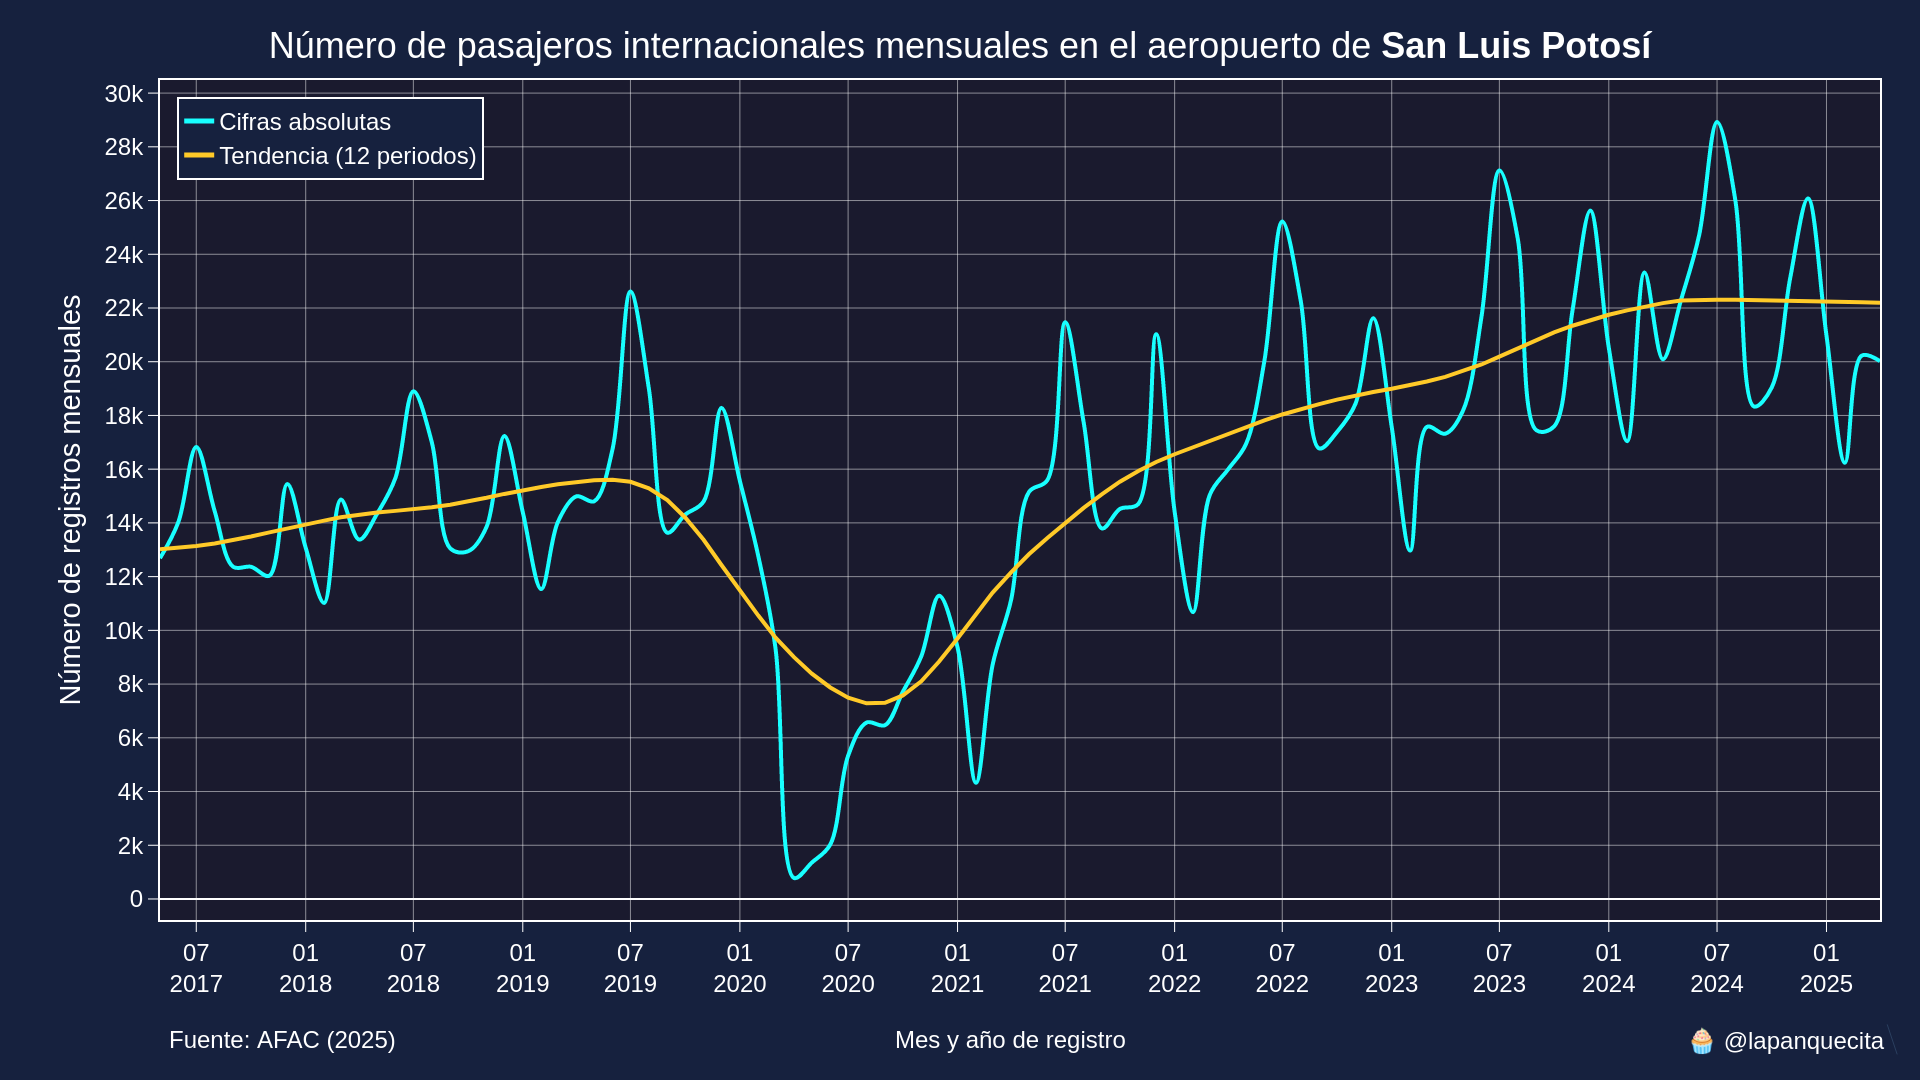 Número de pasajeros internacionales mensuales en el aeropuerto de San Luis Potosí
Cifras absolutas
Tendencia (12 periodos)
Número de registros mensuales
30k
28k
26k
24k
22k
20k
18k
16k
14k
12k
10k
8k
6k
4k
2k
0
07 01 07 01 07 01 07 01 07 01 07 01 07 01 07 01
2017 2018 2018 2019 2019 2020 2020 2021 2021 2022 2022 2023 2023 2024 2024 2025
Fuente: AFAC (2025)
Mes y año de registro
🧁 @lapanquecita